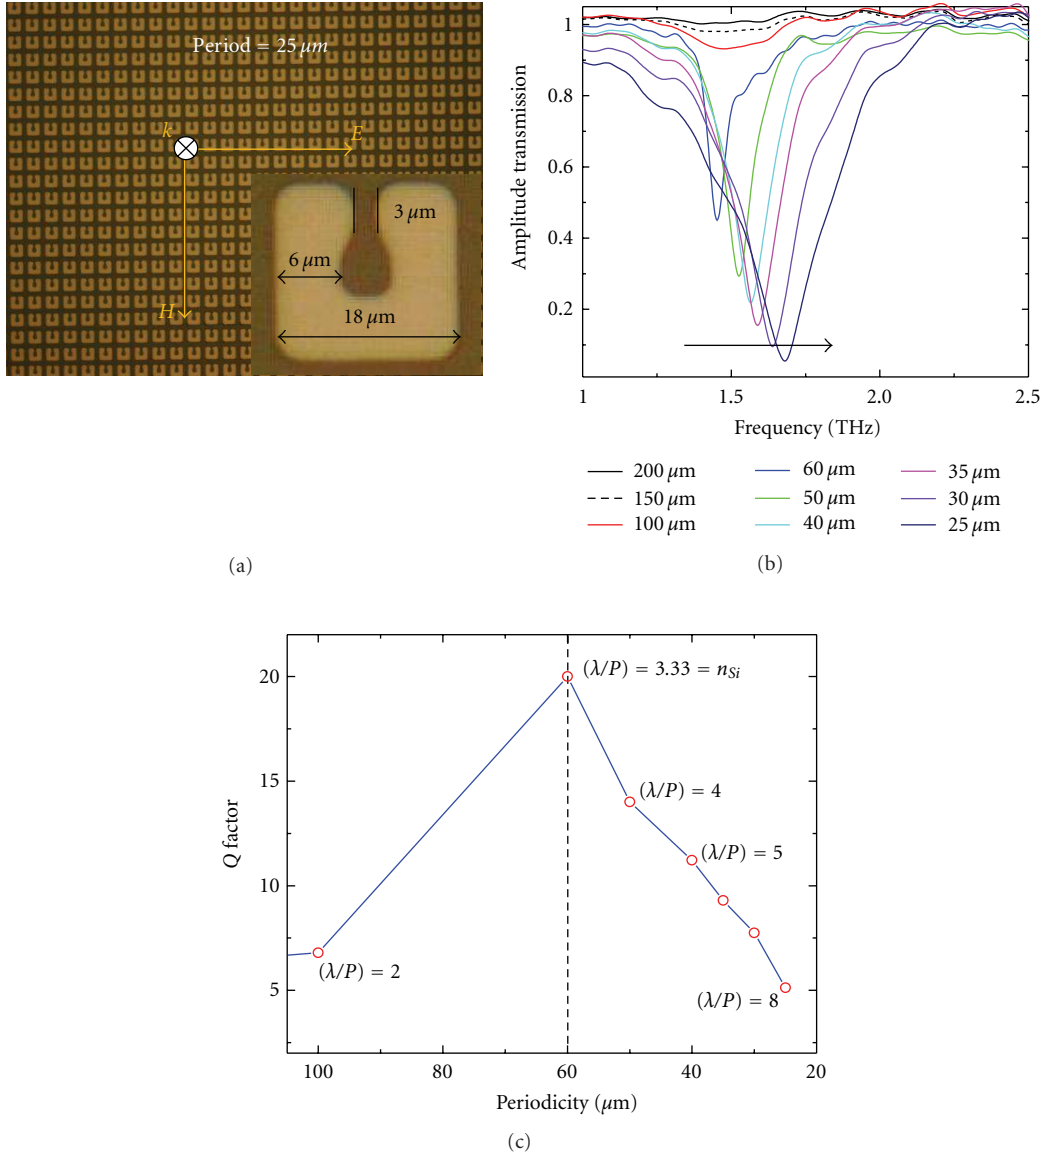 Period = 25 μm
k
E
H
3 μm
6 μm
18 μm
(a)
Amplitude transmission
1
0.8
0.6
0.4
0.2
1
1.5
2.0
2.5
Frequency (THz)
200 μm
60 μm
35 μm
150 μm
50 μm
30 μm
100 μm
40 μm
25 μm
(b)
Q factor
20
15
10
5
(λ/P) = 3.33 = nSi
(λ/P) = 4
(λ/P) = 5
(λ/P) = 2
(λ/P) = 8
100
80
60
40
20
Periodicity (μm)
(c)